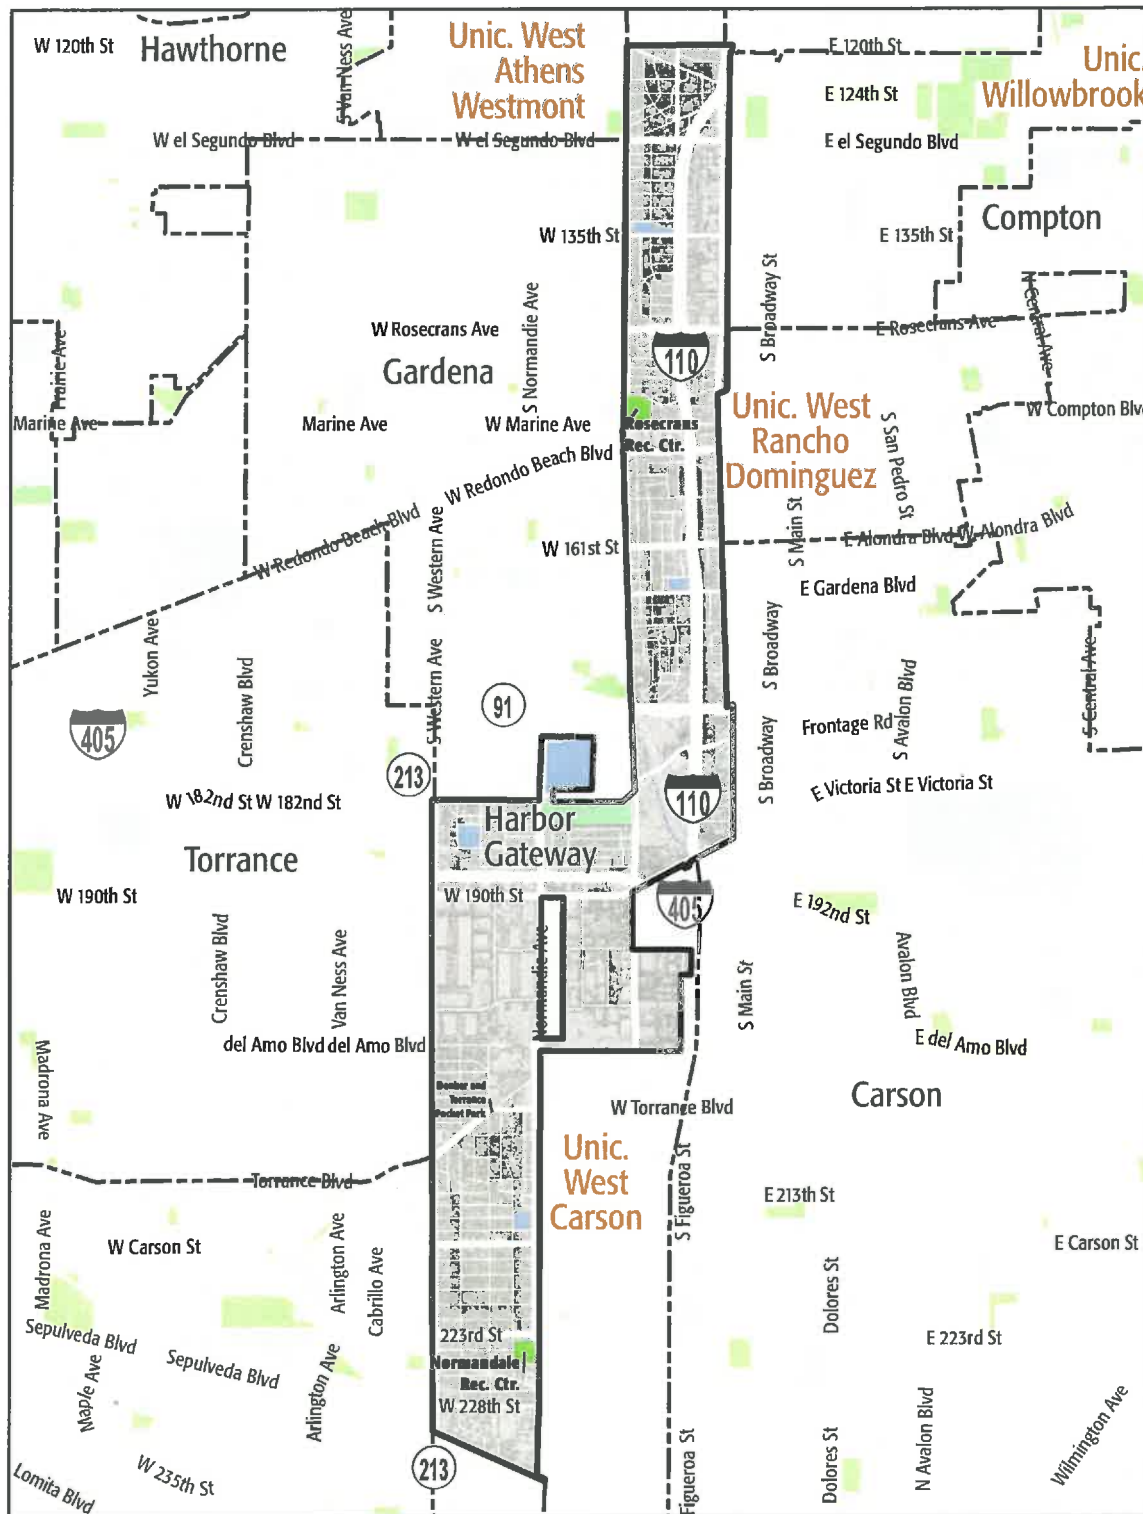 W 120th St
Hawthorne
S Van Ness Ave
Unic. West
Athens
Westmont
E 120th St
Unic.
Willowbrook
E 124th St
W el Segundo Blvd
W el Segundo Blvd
E el Segundo Blvd
W 135th St
E 135th St
Compton
S Broadway St
N Central Ave
S Normandie Ave
W Rosecrans Ave
E Rosecrans Ave
Prairie Ave
Gardena
110
Marine Ave
Marine Ave
W Marine Ave
Rosecrans
Rec. Ctr.
Unic. West
Rancho
Dominguez
S San Pedro St
W Compton Blv
W Redondo Beach Blvd
W Redondo Beach Blvd
S Western Ave
W 161st St
S Main St
E Alondra Blvd
W Alondra Blvd
E Gardena Blvd
Yukon Ave
Crenshaw Blvd
S Western Ave
S Broadway
S Avalon Blvd
S Central Ave
405
91
213
S Broadway
Frontage Rd
W 182nd St
W 182nd St
110
E Victoria St
E Victoria St
Harbor
Gateway
Torrance
W 190th St
W 190th St
405
E 192nd St
Crenshaw Blvd
Van Ness Ave
Normandie Ave
S Main St
Avalon Blvd
Madrona Ave
del Amo Blvd
del Amo Blvd
E del Amo Blvd
Denker and
Torrance
Pocket Park
W Torrance Blvd
Carson
Unic.
West
Carson
S Figueroa St
Torrance Blvd
E 213th St
Madrona Ave
W Carson St
Arlington Ave
Cabrillo Ave
E Carson St
Dolores St
Sepulveda Blvd
Sepulveda Blvd
223rd St
E 223rd St
Maple Ave
Arlington Ave
Normandale
Rec. Ctr.
W 228th St
N Avalon Blvd
Wilmington Ave
Dolores St
Figueroa St
W 235th St
Lomita Blvd
213